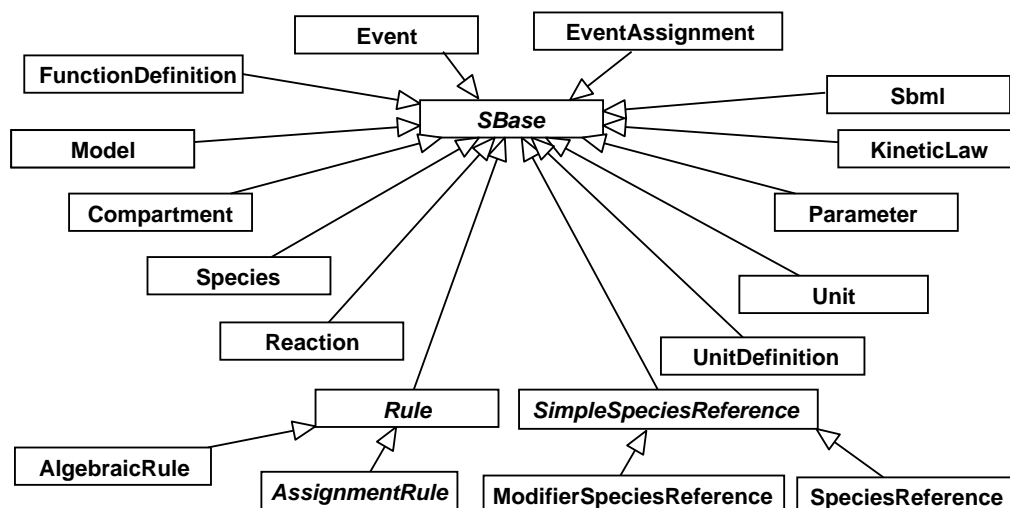 Event
EventAssignment
FunctionDefinition
Sbml
SBase
Model
KineticLaw
Compartment
Parameter
Species
Unit
Reaction
UnitDefinition
Rule
SimpleSpeciesReference
AlgebraicRule
AssignmentRule
ModifierSpeciesReference
SpeciesReference